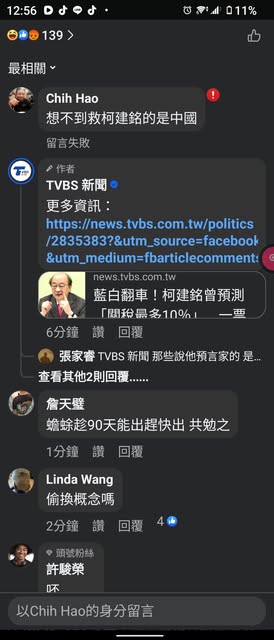 12:56
11%
139
最相關
Chih Hao
想不到救柯建銘的是中國
留言失敗
作者
TVBS 新聞
更多資訊：
https://news.tvbs.com.tw/politics
/2835383?&utm_source=facebook
&utm_medium=fbarticlecomments
news.tvbs.com.tw
藍白翻車！柯建銘曾預測
「關稅最多10%」 一票
6分鐘 讚 回覆
張家睿 TVBS 新聞 那些說他預言家的 是...
查看其他2則回覆......
詹天璧
蟾蜍趁90天能出趕快出 共勉之
1分鐘 讚 回覆
Linda Wang
偷換概念嗎
2分鐘 讚 回覆 4
頭號粉絲
許駿榮
呸
以Chih Hao的身分留言